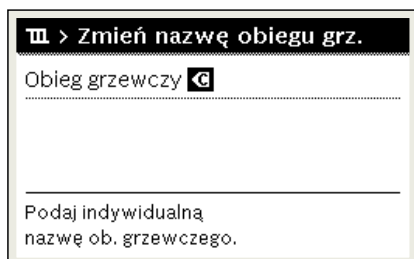 > Zmień nazwę obiegu grz.
Obieg grzewczy C
Podaj indywidualną
nazwę ob. grzewczego.